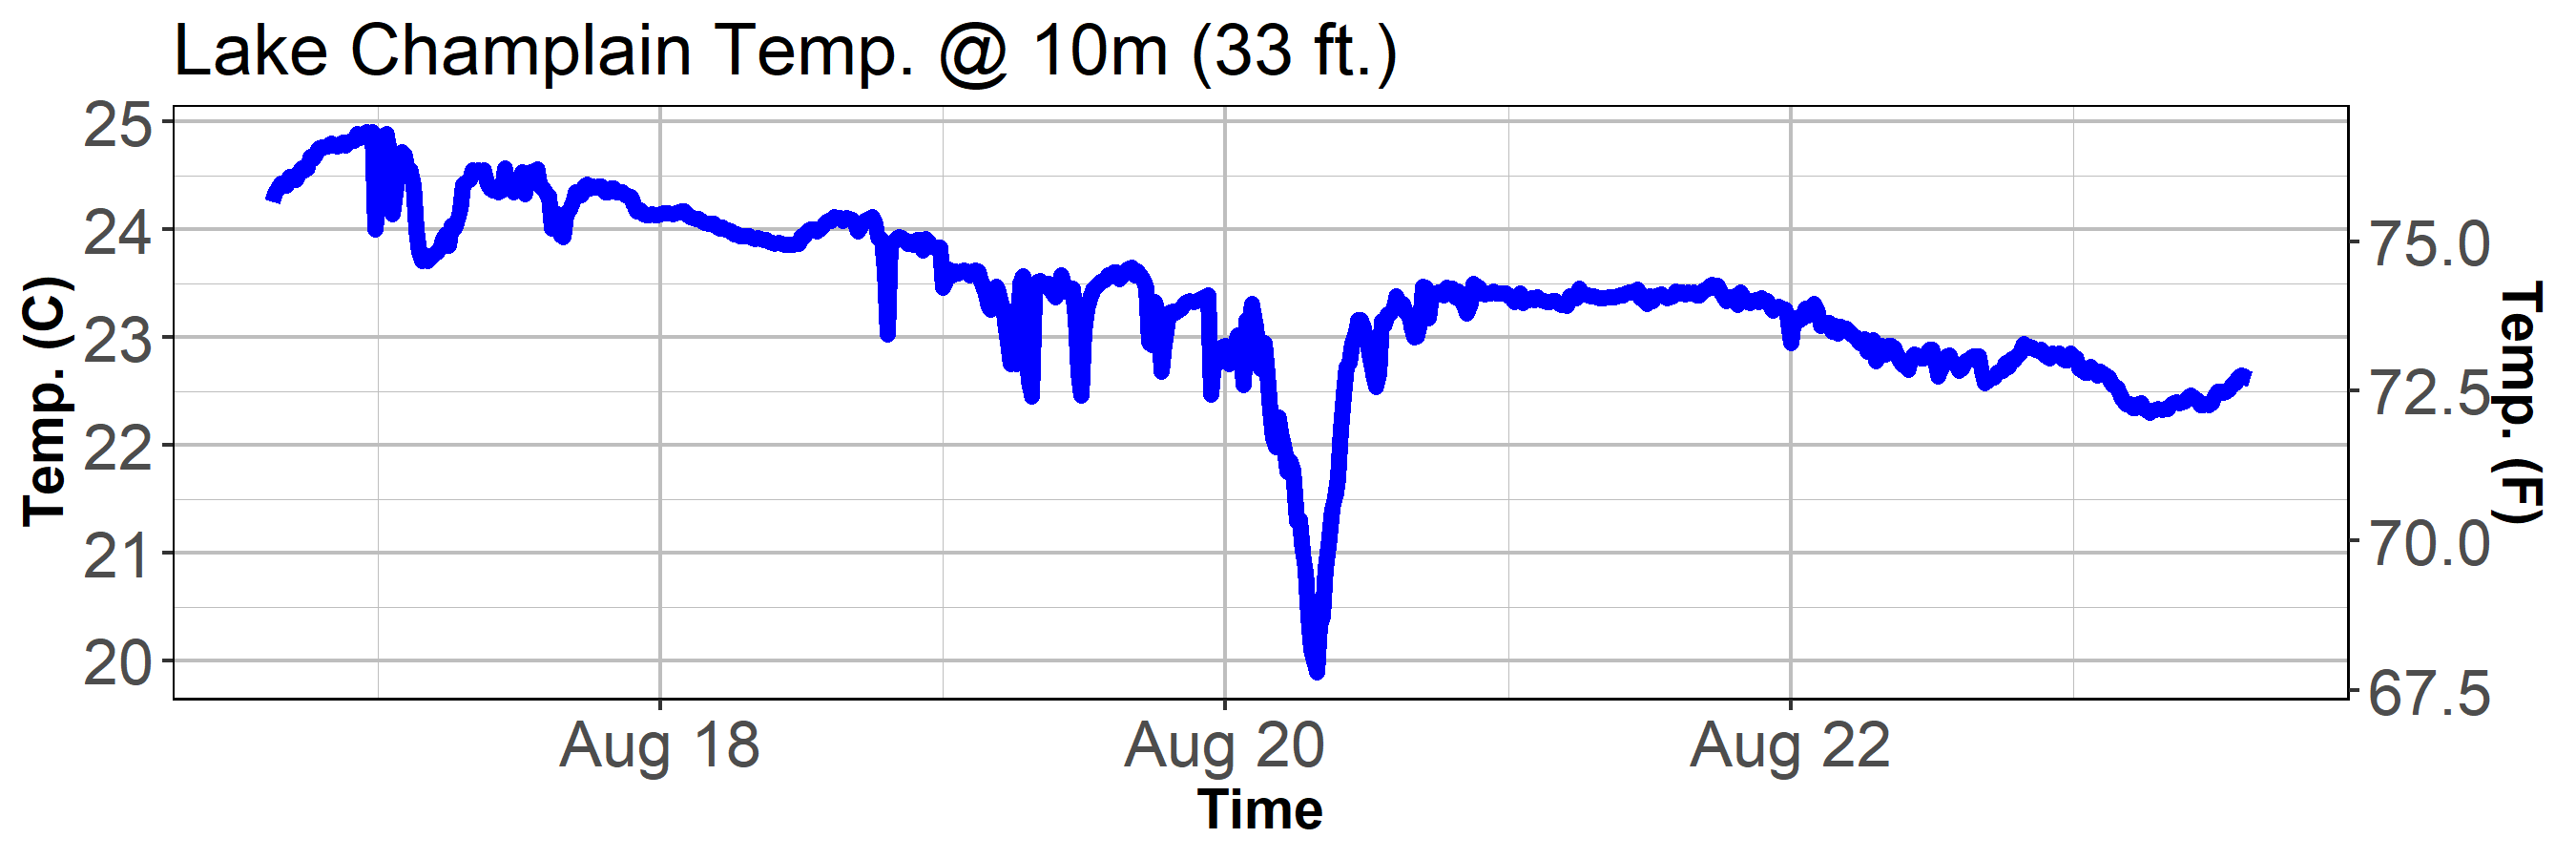 Lake Champlain Temp. @ 10m (33 ft.)
Temp. (C)
25
24
23
22
21
20
75.0
72.5
70.0
67.5
Temp. (F)
Aug 18
Aug 20
Aug 22
Time